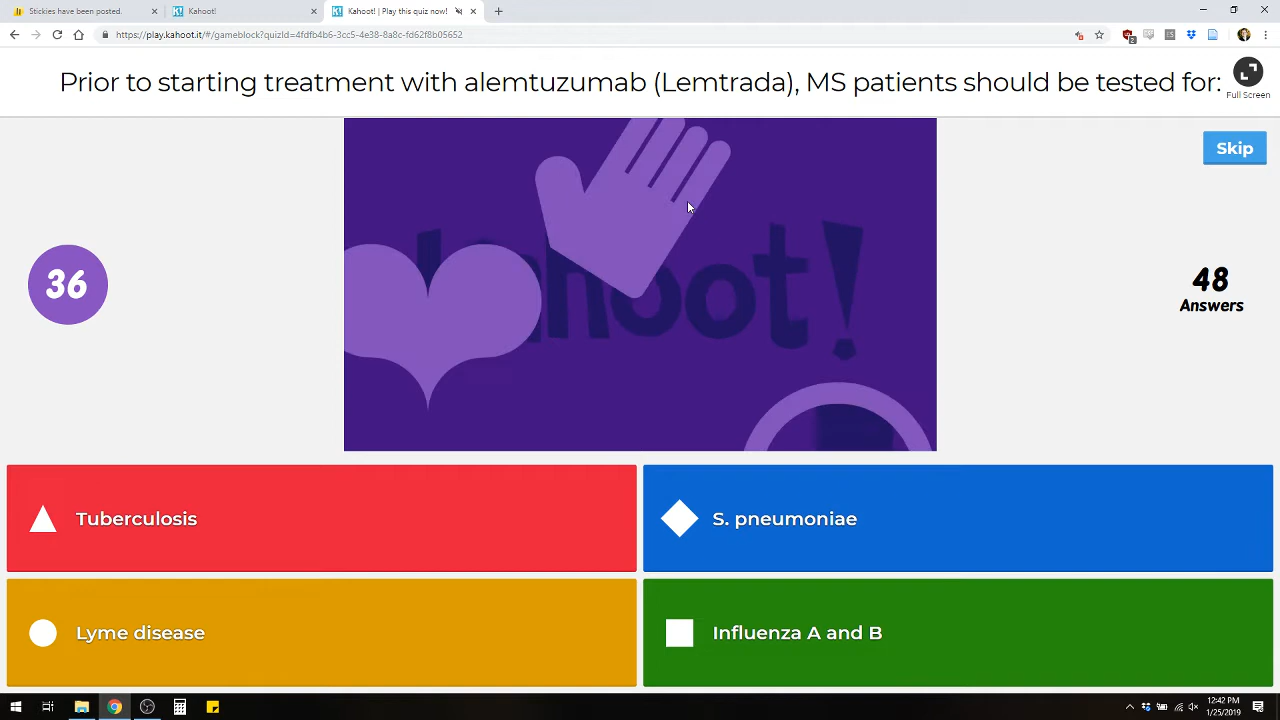 Stickies have been posted.
Kahoot!
Kahoot! | Play this quiz now!
https://play.kahoot.it/#/gameblock?quizId=4fdfb4b6-3cc5-4e38-8a8c-fd62f8b05652
2
Prior to starting treatment with alemtuzumab (Lemtrada), MS patients should be tested for:
Full Screen
Skip
36
Kahoot!
48
Answers
Tuberculosis
S. pneumoniae
Lyme disease
Influenza A and B
12:42 PM
1/25/2019